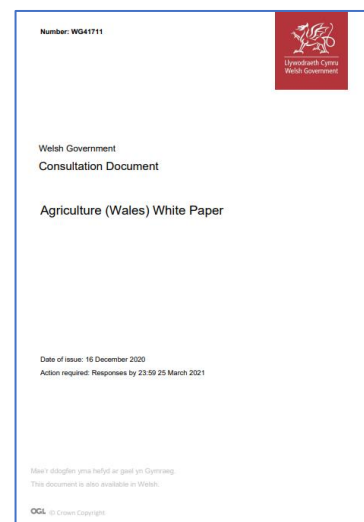 Number: WG41711
Llywodraeth Cymru
Welsh Government
Welsh Government
Consultation Document
Agriculture (Wales) White Paper
Date of issue: 16 December 2020
Action required: Responses by 23:59 25 March 2021
Mae'r ddogfen yma hefyd ar gael yn Gymraeg.
This document is also available in Welsh.
OGL © Crown Copyright